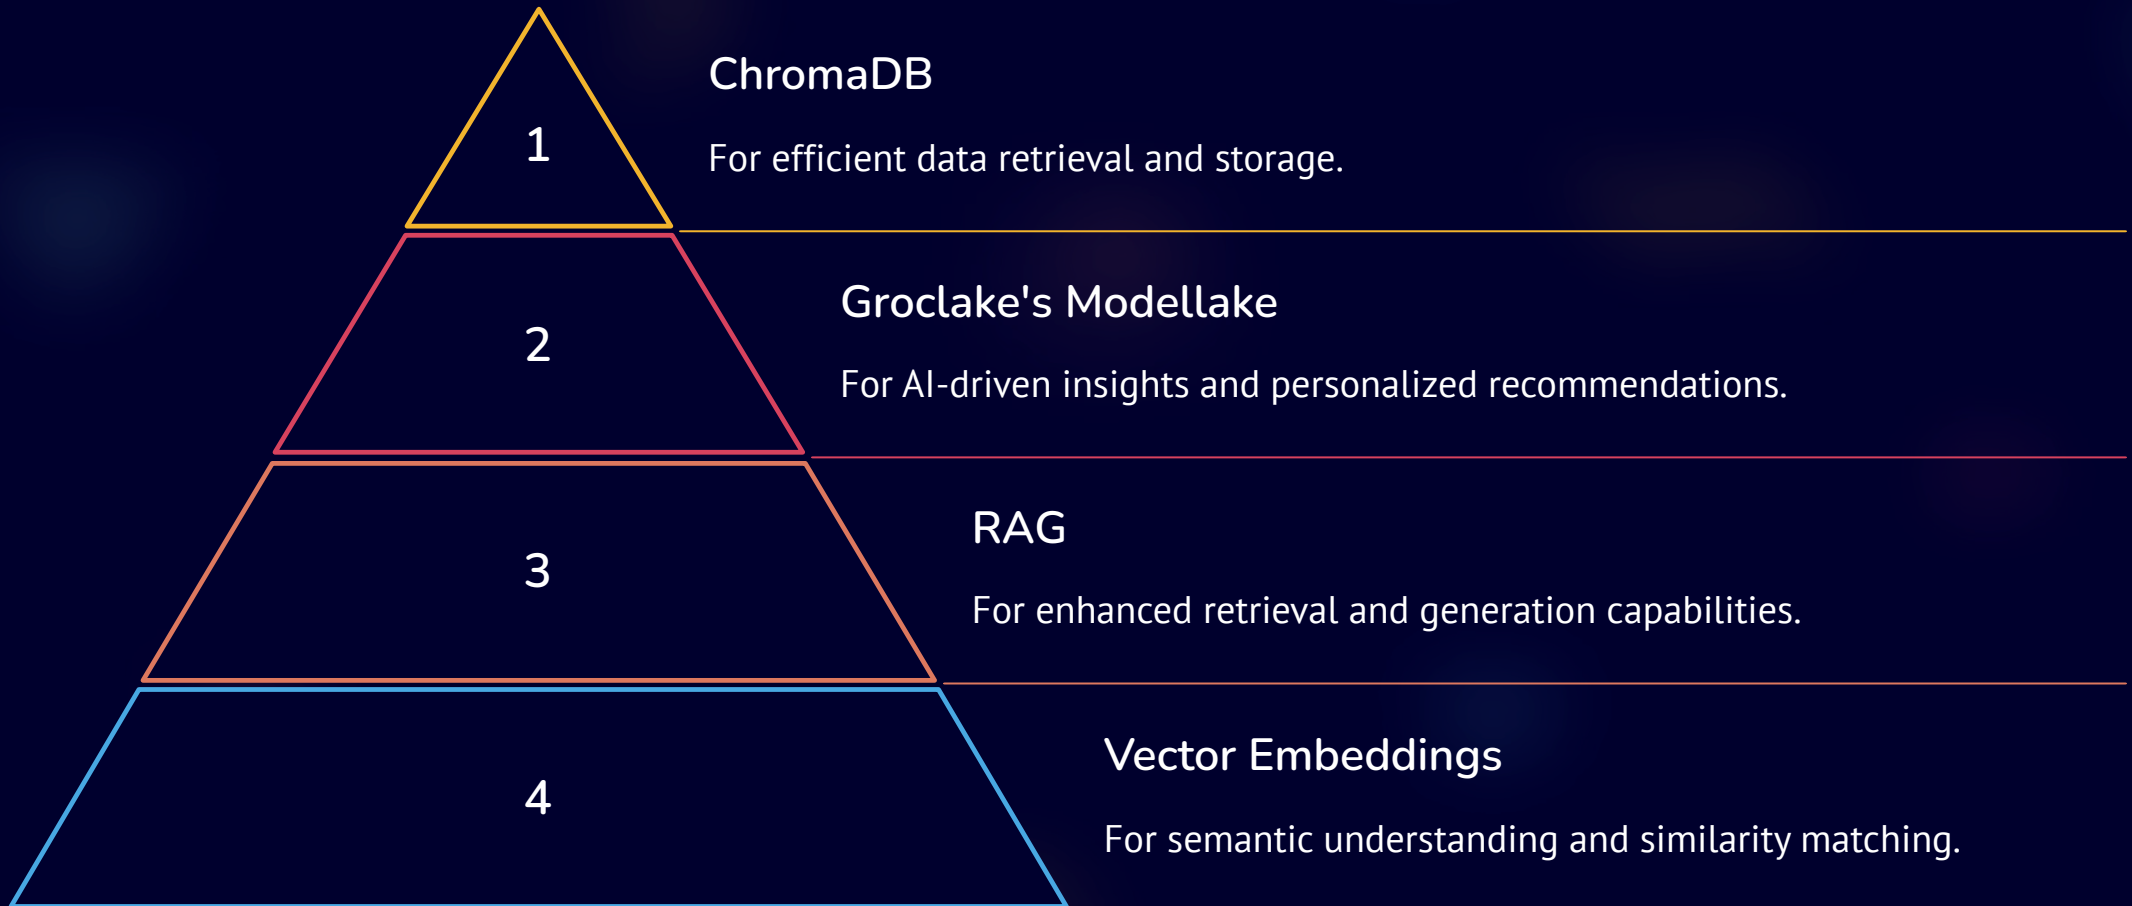 1
ChromaDB
For efficient data retrieval and storage.
2
Groclake's Modellake
For AI-driven insights and personalized recommendations.
3
RAG
For enhanced retrieval and generation capabilities.
4
Vector Embeddings
For semantic understanding and similarity matching.